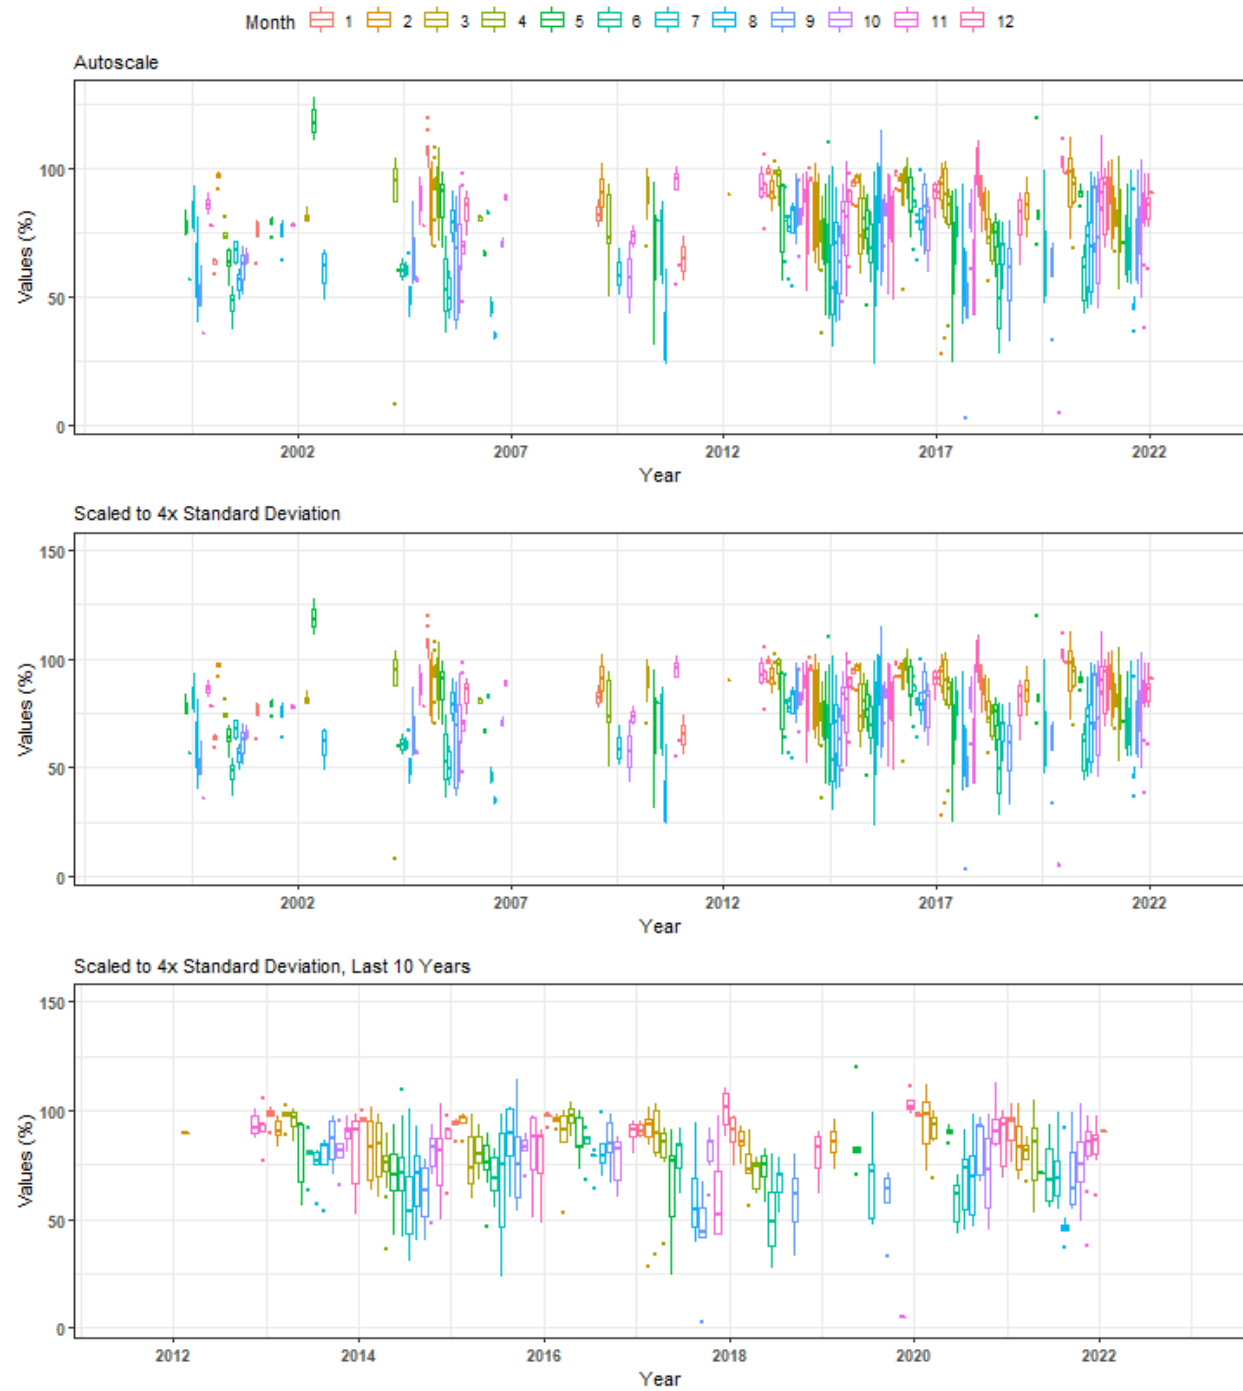 Month 1 2 3 4 5 6 7 8 9 10 11 12
Autoscale
100
50
0
Values (%)
2002 2007 2012 2017 2022
Year
Scaled to 4x Standard Deviation
150
100
50
0
Values (%)
2002 2007 2012 2017 2022
Year
Scaled to 4x Standard Deviation, Last 10 Years
150
100
50
0
Values (%)
2012 2014 2016 2018 2020 2022
Year